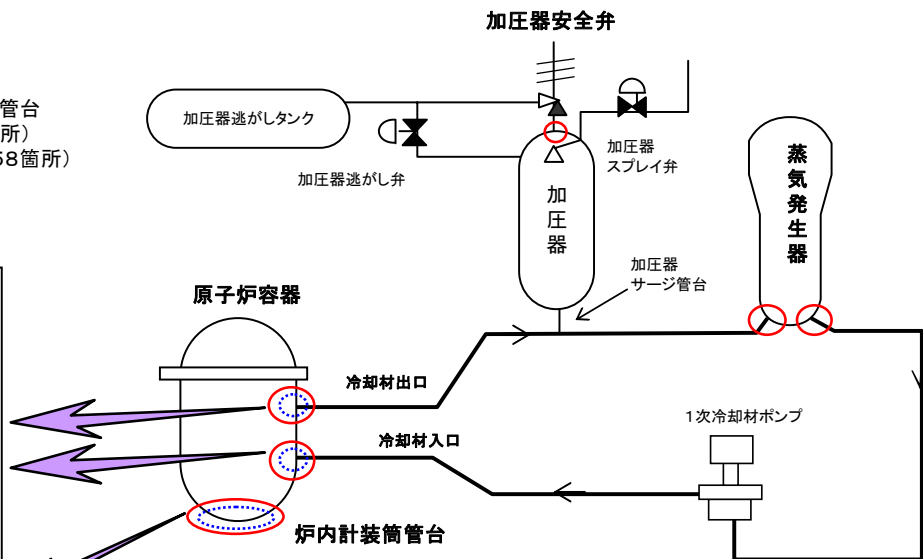 加圧器安全弁
管台
所)
58箇所)
加圧器逃がしタンク
加圧器逃がし弁
加圧器
スプレイ弁
加圧器
蒸気発生器
加圧器
サージ管台
原子炉容器
冷却材出口
1次冷却材ポンプ
冷却材入口
炉内計装筒管台